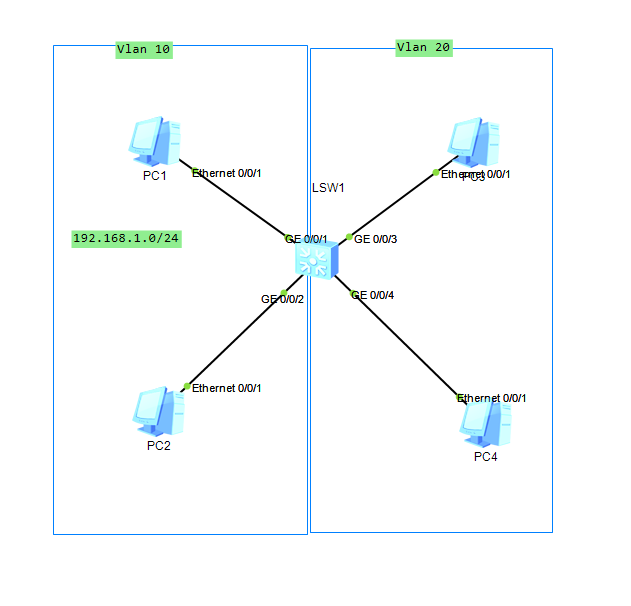 Vlan 10
Vlan 20
PC1
Ethernet 0/0/1
Ethernet 0/0/1
PC3
LSW1
192.168.1.0/24
GE 0/0/1
GE 0/0/3
GE 0/0/2
GE 0/0/4
Ethernet 0/0/1
Ethernet 0/0/1
PC2
PC4